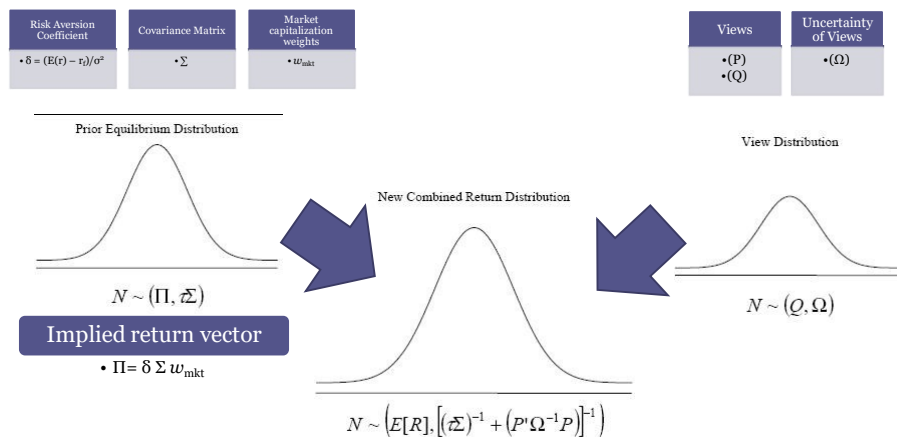 Risk Aversion
Coefficient
• δ = (E(r) – r_f)/σ²
Covariance Matrix
• Σ
Market
capitalization
weights
• w_mkt
Views
•(P)
•(Q)
Uncertainty
of Views
•(Ω)
Prior Equilibrium Distribution
View Distribution
New Combined Return Distribution
N ~ (Π, τΣ)
N ~ (Q, Ω)
Implied return vector
• Π= δ Σ w_mkt
N ~ (E[R], [(τΣ)⁻¹ + (P'Ω⁻¹P)]⁻¹)